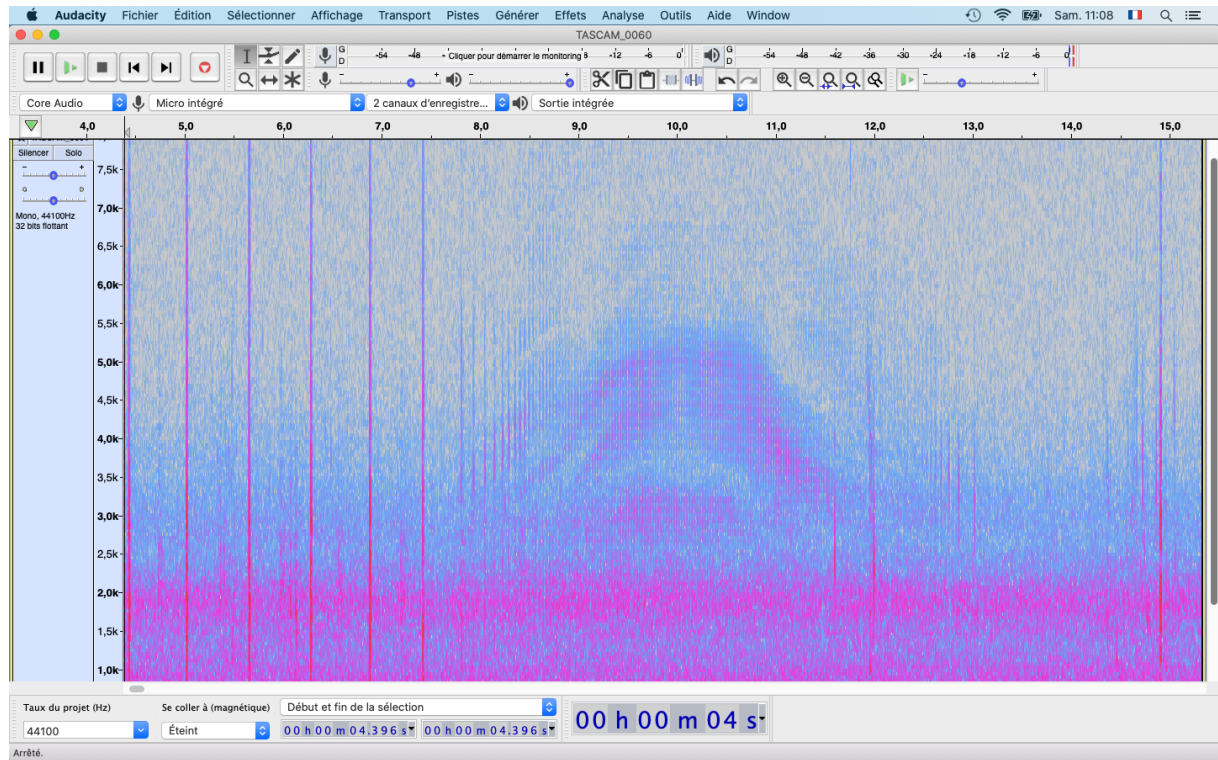 Audacity Fichier Édition Sélectionner Affichage Transport Pistes Générer Effets Analyse Outils Aide Window Sam. 11:08
TASCAM_0060
G D -54 -48 - Cliquer pour démarrer le monitoring -12 -6 0 G D -54 -48 -42 -36 -30 -24 -18 -12 -6 0
- + - +
Core Audio Micro intégré 2 canaux d'enregistre... Sortie intégrée
4,0 5,0 6,0 7,0 8,0 9,0 10,0 11,0 12,0 13,0 14,0 15,0
Silencer Solo
- +
G D
Mono, 44100Hz
32 bits flottant
7,5k
7,0k
6,5k
6,0k
5,5k
5,0k
4,5k
4,0k
3,5k
3,0k
2,5k
2,0k
1,5k
1,0k
Taux du projet (Hz) Se coller à (magnétique) Début et fin de la sélection
44100 Éteint 00 h 00 m 04.396 s 00 h 00 m 04.396 s 00 h 00 m 04 s
Arrêté.